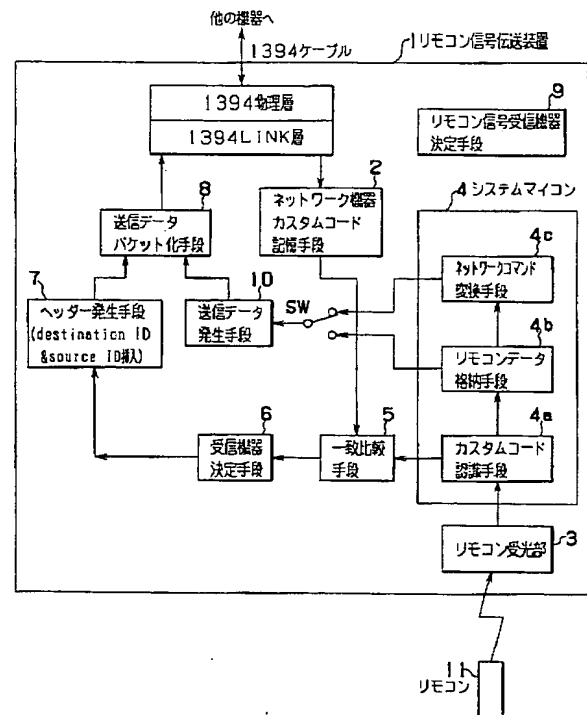 他の機器へ
1394ケーブル
1リモコン信号伝送装置
1394物理層
1394LINK層
9
リモコン信号受信機器
決定手段
2
ネットワーク機器
カスタムコード
記憶手段
4 システムマイコン
8
送信データ
パケット化手段
4c
ネットワークコマンド
変換手段
7
ヘッダー発生手段
(destination ID
&source ID挿入)
10
送信データ
発生手段
SW
4b
リモコンデータ
格納手段
6
受信機器
決定手段
5
一致比較
手段
4a
カスタムコード
認識手段
3
リモコン受光部
11
リモコン